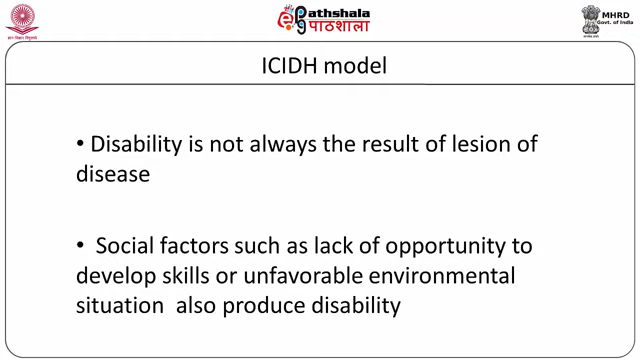 Pathshala
पाठशाला
MHRD
Govt. of India
ICIDH model
• Disability is not always the result of lesion of
disease
• Social factors such as lack of opportunity to
develop skills or unfavorable environmental
situation also produce disability